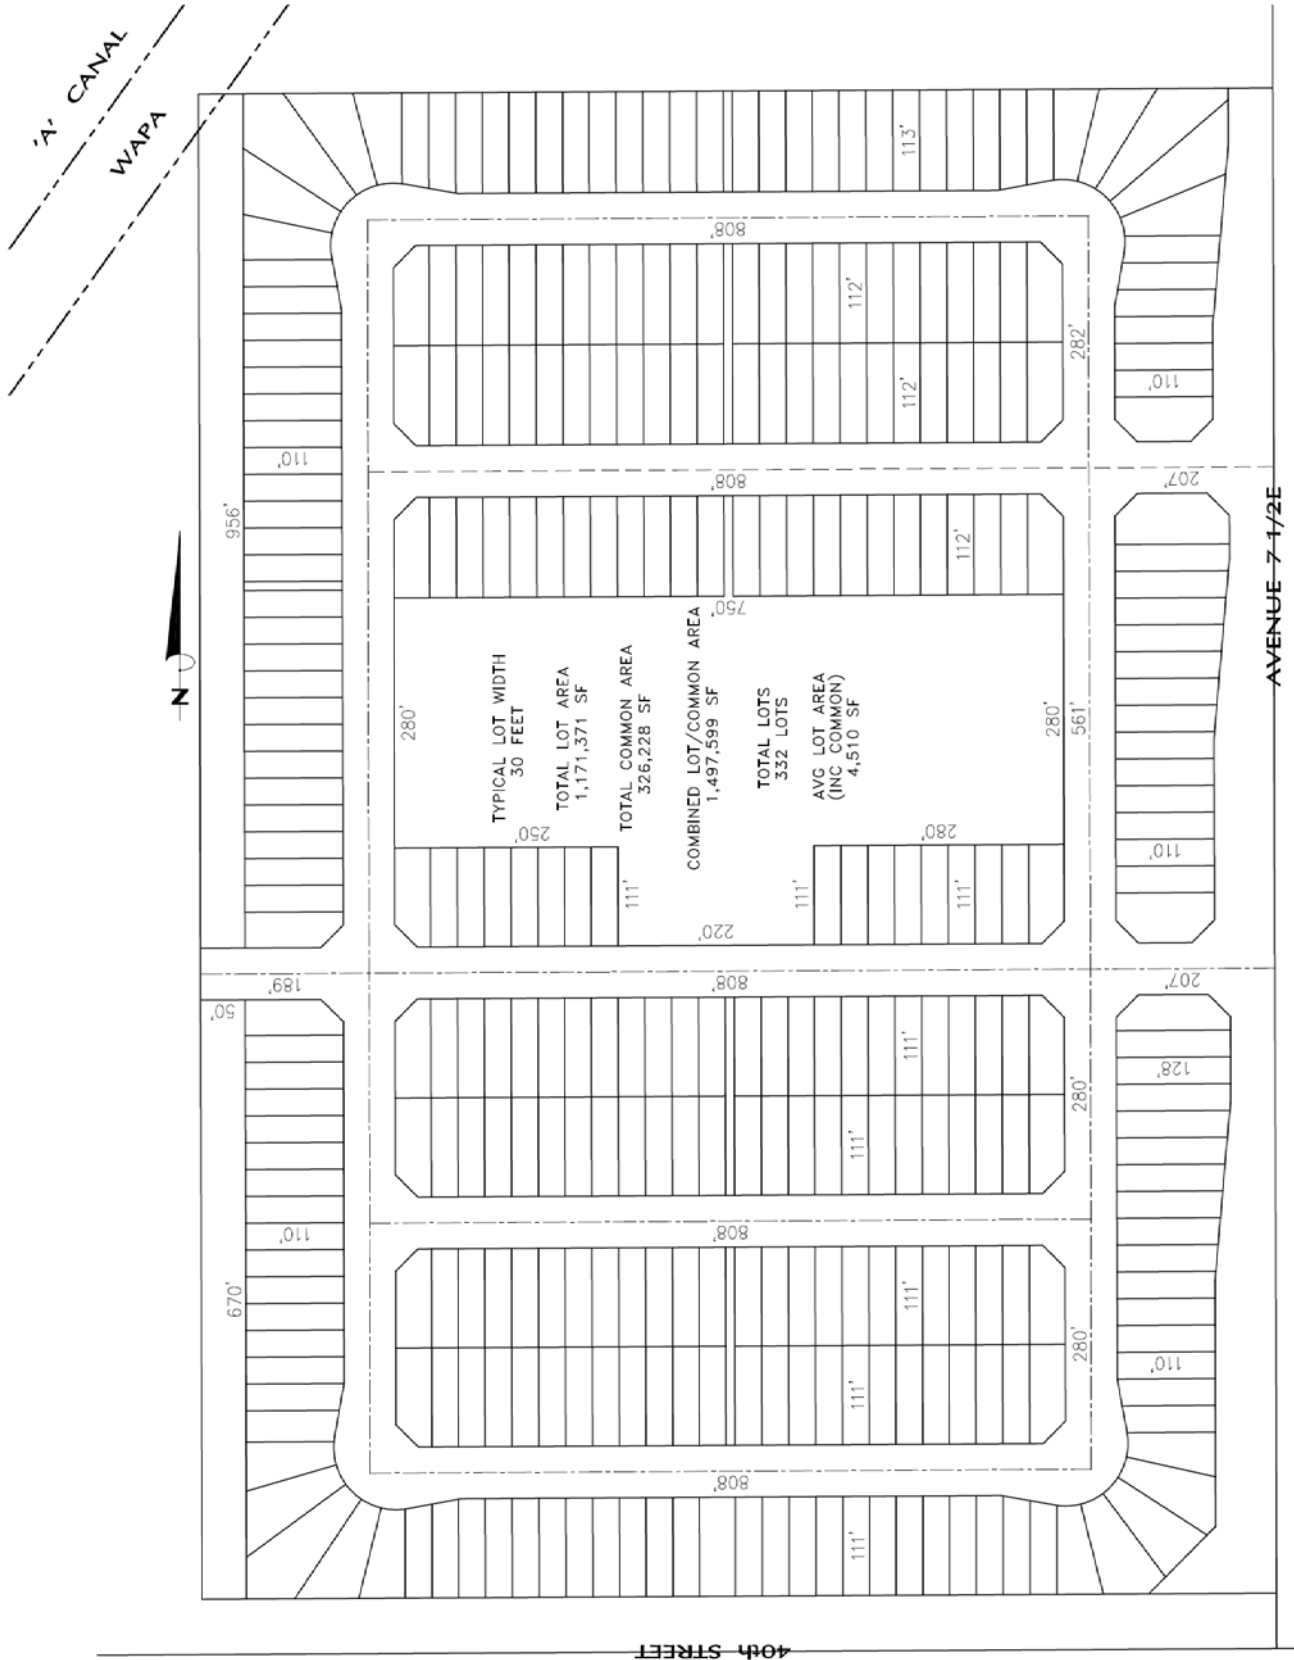 'A' CANAL
WAPA
N
113'
808'
112'
112'
282'
110'
956'
110'
808'
207'
112'
750'
280'
TYPICAL LOT WIDTH
30 FEET
TOTAL LOT AREA
1,171,371 SF
TOTAL COMMON AREA
326,228 SF
COMBINED LOT/COMMON AREA
1,497,599 SF
TOTAL LOTS
332 LOTS
AVG LOT AREA
(INC COMMON)
4,510 SF
280'
561'
250'
280'
111'
111'
111'
220'
110'
AVENUE 7 1/2E
189'
50'
808'
207'
111'
111'
280'
128'
670'
110'
808'
111'
111'
280'
110'
808'
111'
40th STREET